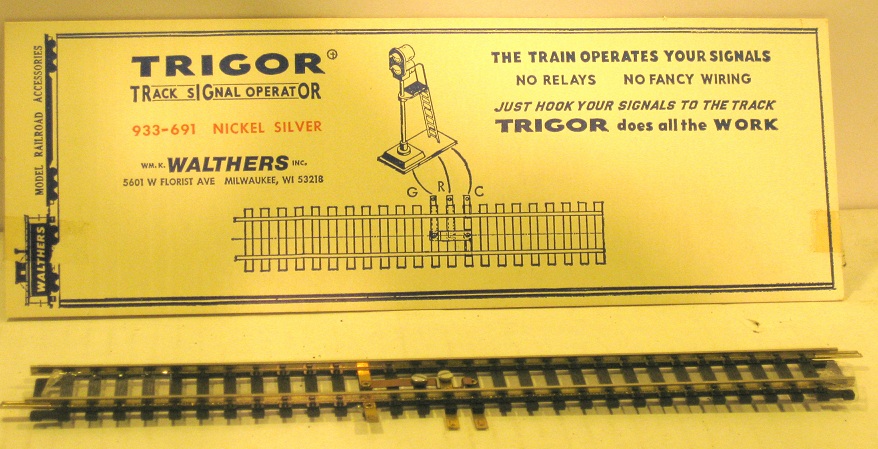 MODEL RAILROAD ACCESSORIES
WALTHERS
TRIGOR ®
TRACK SIGNAL OPERATOR
933-691 NICKEL SILVER
WM. K. WALTHERS INC.
5601 W FLORIST AVE MILWAUKEE, WI 53218
THE TRAIN OPERATES YOUR SIGNALS
NO RELAYS NO FANCY WIRING
JUST HOOK YOUR SIGNALS TO THE TRACK
TRIGOR does all the WORK
G R C